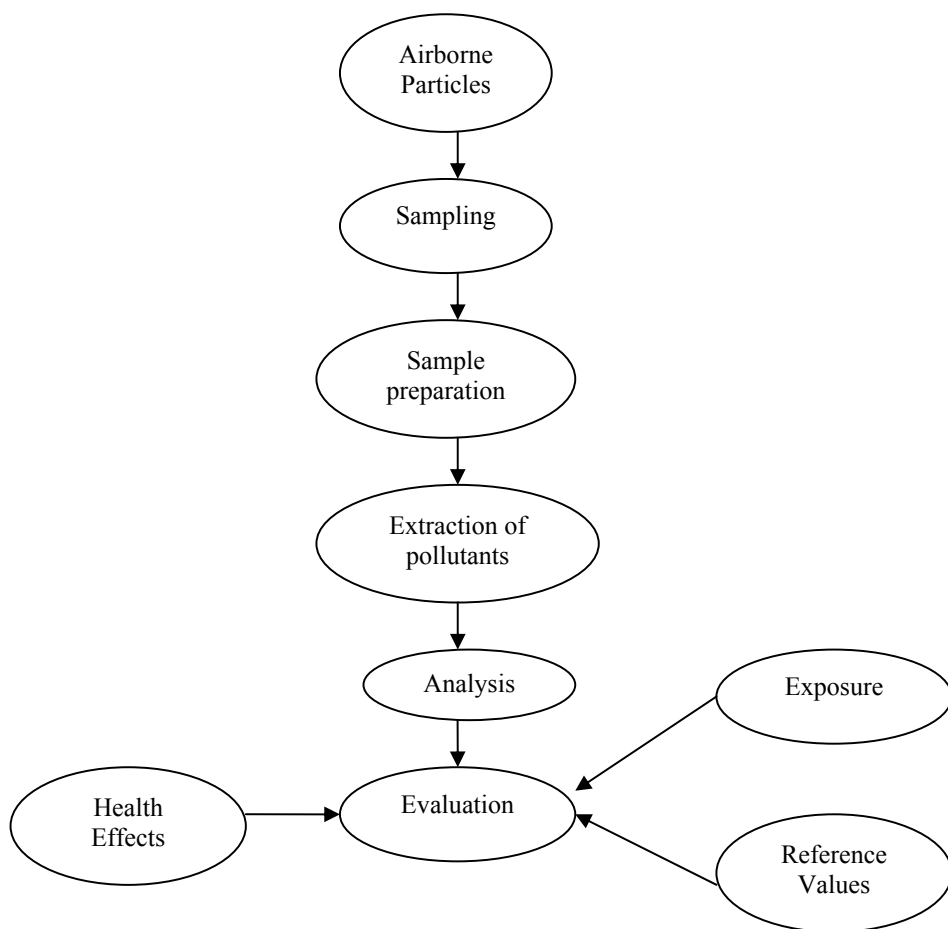 Airborne
Particles
Sampling
Sample
preparation
Extraction of
pollutants
Analysis
Exposure
Health
Effects
Evaluation
Reference
Values